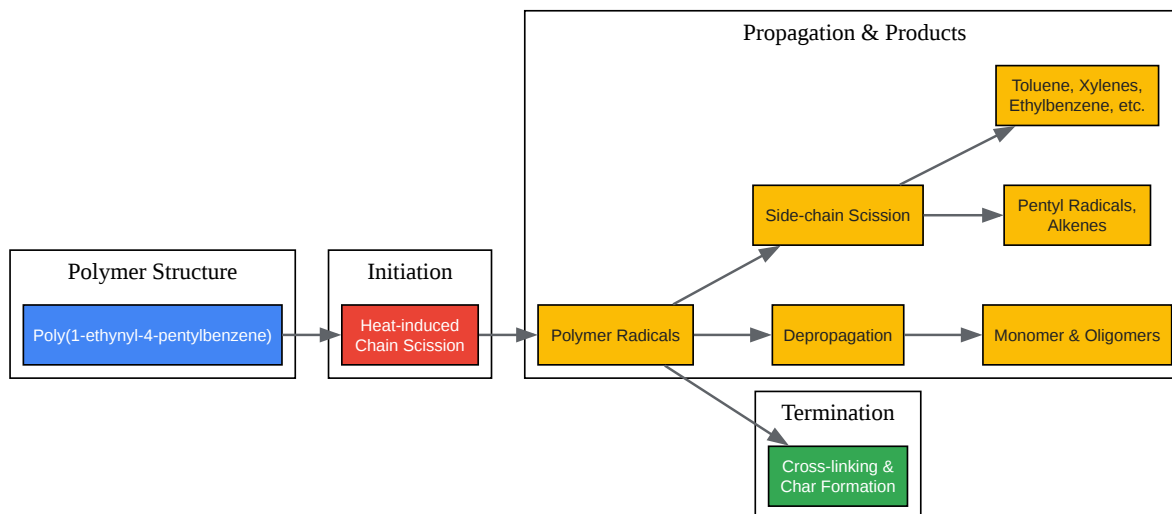 Propagation & Products
Toluene, Xylenes,
Ethylbenzene, etc.
Side-chain Scission
Pentyl Radicals,
Alkenes
Polymer Structure
Initiation
Poly(1-ethynyl-4-pentylbenzene)
Heat-induced
Chain Scission
Polymer Radicals
Depropagation
Monomer & Oligomers
Termination
Cross-linking &
Char Formation